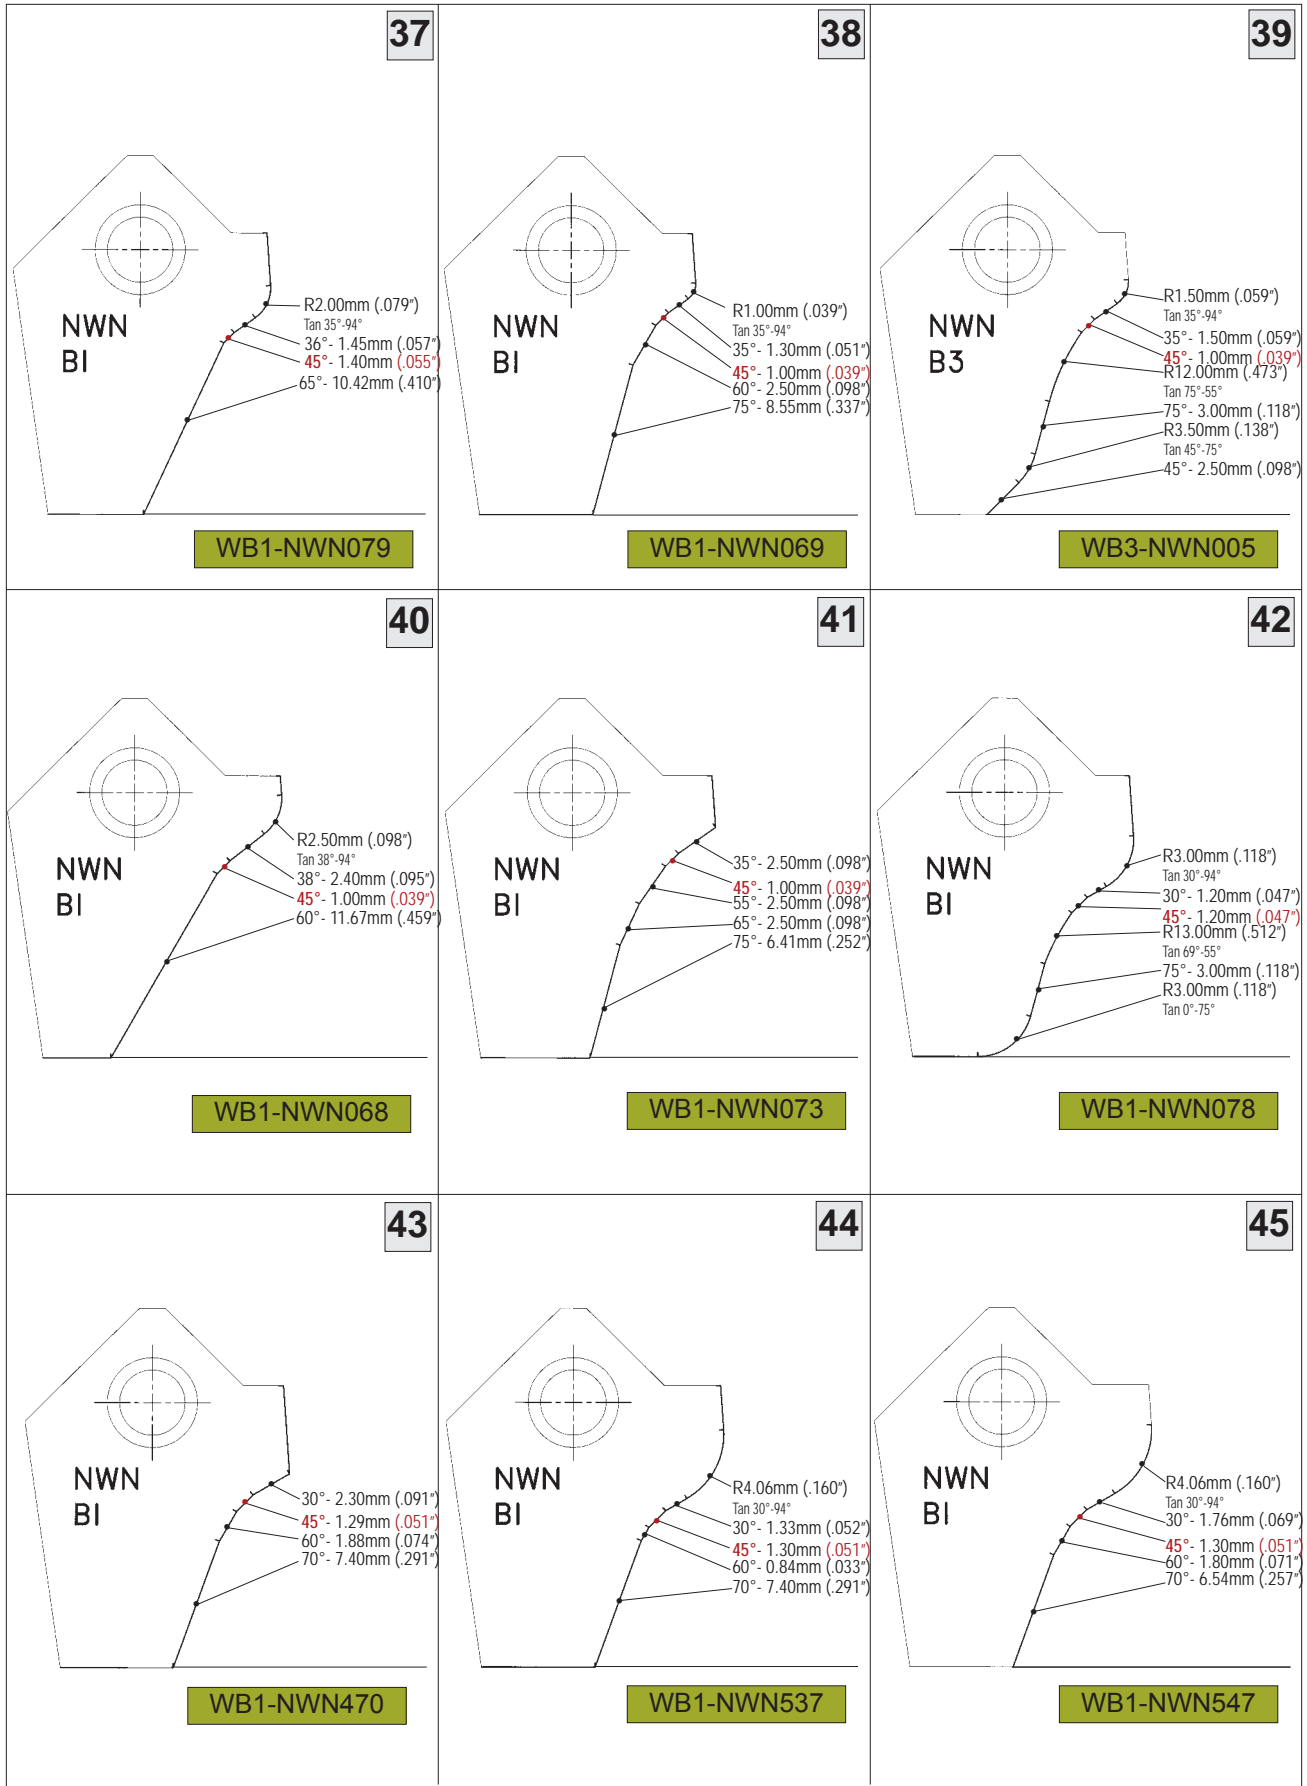 37
NWN
BI
R2.00mm (.079")
Tan 35°-94°
36°- 1.45mm (.057")
45°- 1.40mm (.055")
65°- 10.42mm (.410")
WB1-NWN079
38
NWN
BI
R1.00mm (.039")
Tan 35°-94°
35°- 1.30mm (.051")
45°- 1.00mm (.039")
60°- 2.50mm (.098")
75°- 8.55mm (.337")
WB1-NWN069
39
NWN
B3
R1.50mm (.059")
Tan 35°-94°
35°- 1.50mm (.059")
45°- 1.00mm (.039")
R12.00mm (.473")
Tan 75°-55°
75°- 3.00mm (.118")
R3.50mm (.138")
Tan 45°-75°
45°- 2.50mm (.098")
WB3-NWN005
40
NWN
BI
R2.50mm (.098")
Tan 38°-94°
38°- 2.40mm (.095")
45°- 1.00mm (.039")
60°- 11.67mm (.459")
WB1-NWN068
41
NWN
BI
35°- 2.50mm (.098")
45°- 1.00mm (.039")
55°- 2.50mm (.098")
65°- 2.50mm (.098")
75°- 6.41mm (.252")
WB1-NWN073
42
NWN
BI
R3.00mm (.118")
Tan 30°-94°
30°- 1.20mm (.047")
45°- 1.20mm (.047")
R13.00mm (.512")
Tan 69°-55°
75°- 3.00mm (.118")
R3.00mm (.118")
Tan 0°-75°
WB1-NWN078
43
NWN
BI
30°- 2.30mm (.091")
45°- 1.29mm (.051")
60°- 1.88mm (.074")
70°- 7.40mm (.291")
WB1-NWN470
44
NWN
BI
R4.06mm (.160")
Tan 30°-94°
30°- 1.33mm (.052")
45°- 1.30mm (.051")
60°- 0.84mm (.033")
70°- 7.40mm (.291")
WB1-NWN537
45
NWN
BI
R4.06mm (.160")
Tan 30°-94°
30°- 1.76mm (.069")
45°- 1.30mm (.051")
60°- 1.80mm (.071")
70°- 6.54mm (.257")
WB1-NWN547